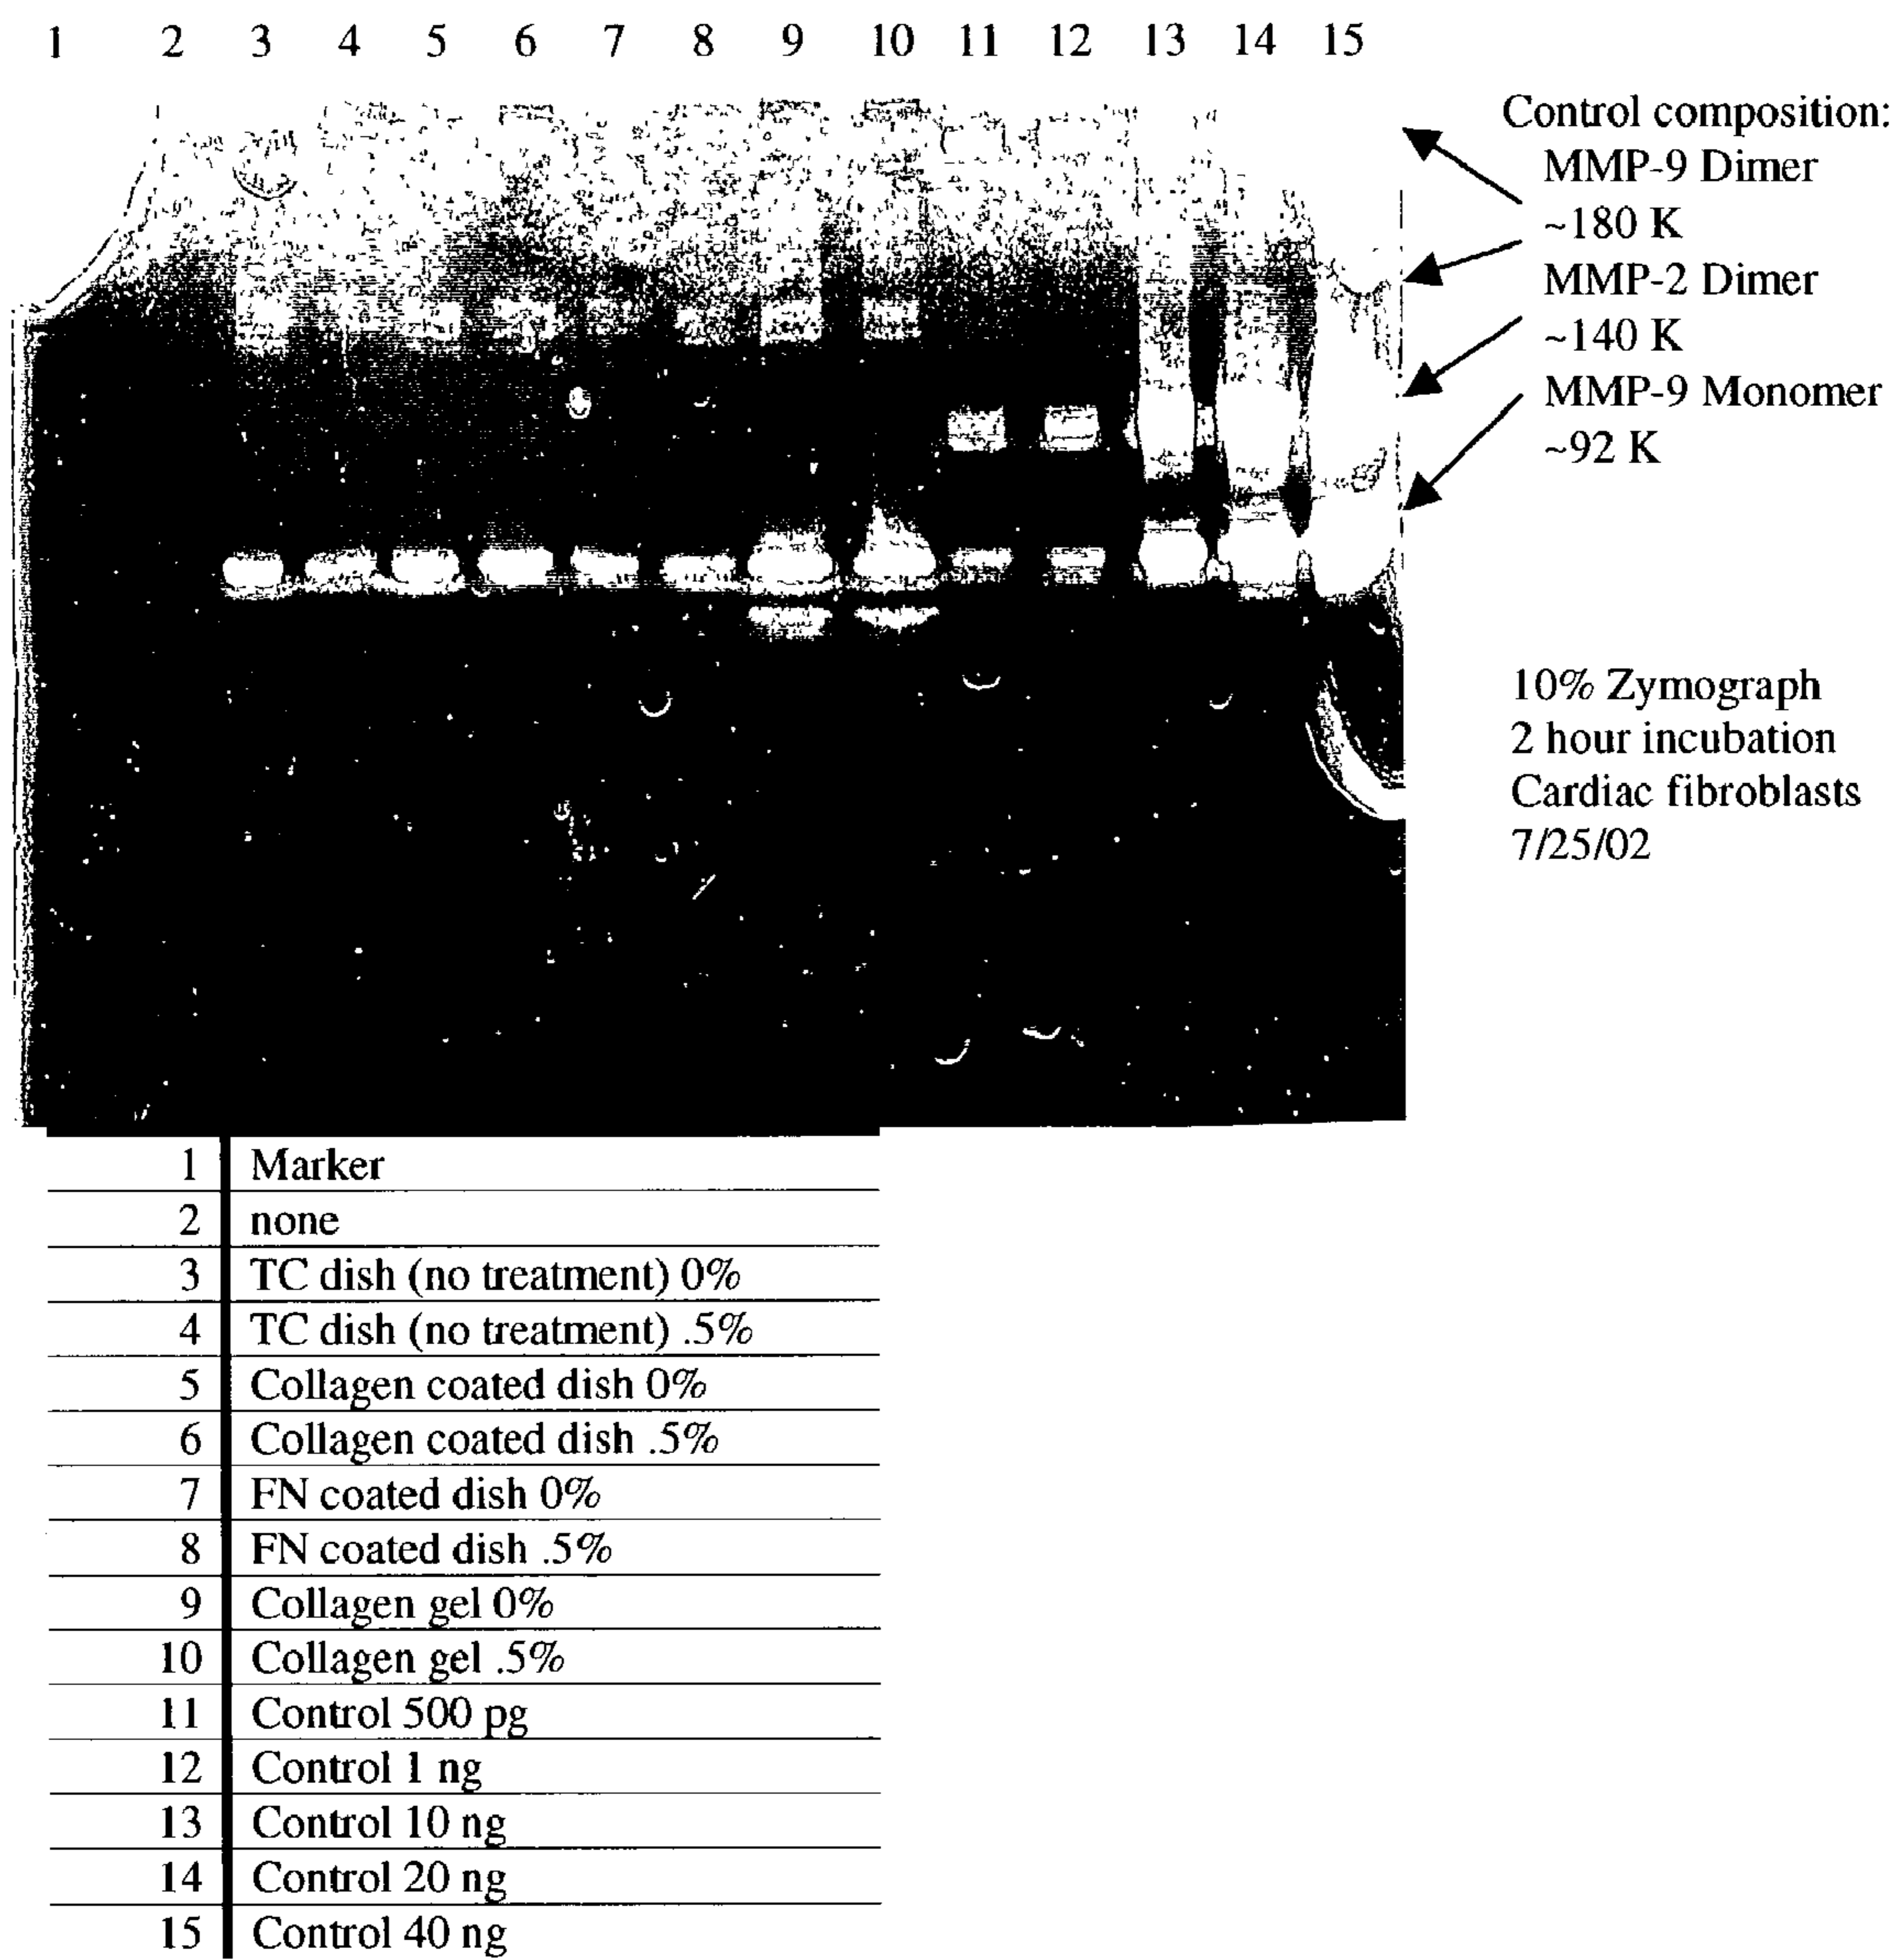 1 2 3 4 5 6 7 8 9 10 11 12 13 14 15
Control composition:
MMP-9 Dimer
~180 K
MMP-2 Dimer
~140 K
MMP-9 Monomer
~92 K
10% Zymograph
2 hour incubation
Cardiac fibroblasts
7/25/02
1 Marker
2 none
3 TC dish (no treatment) 0%
4 TC dish (no treatment) .5%
5 Collagen coated dish 0%
6 Collagen coated dish .5%
7 FN coated dish 0%
8 FN coated dish .5%
9 Collagen gel 0%
10 Collagen gel .5%
11 Control 500 pg
12 Control 1 ng
13 Control 10 ng
14 Control 20 ng
15 Control 40 ng